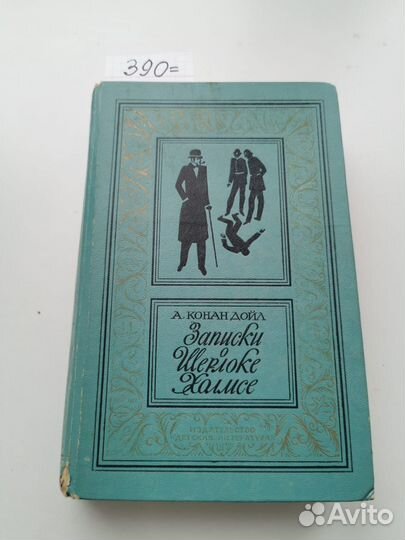 390=
А. КОНАН ДОЙЛ
Записки
о
Шерлоке
Холмсе
ИЗДАТЕЛЬСТВО
ДЕТСКАЯ ЛИТЕРАТУРА
Avito